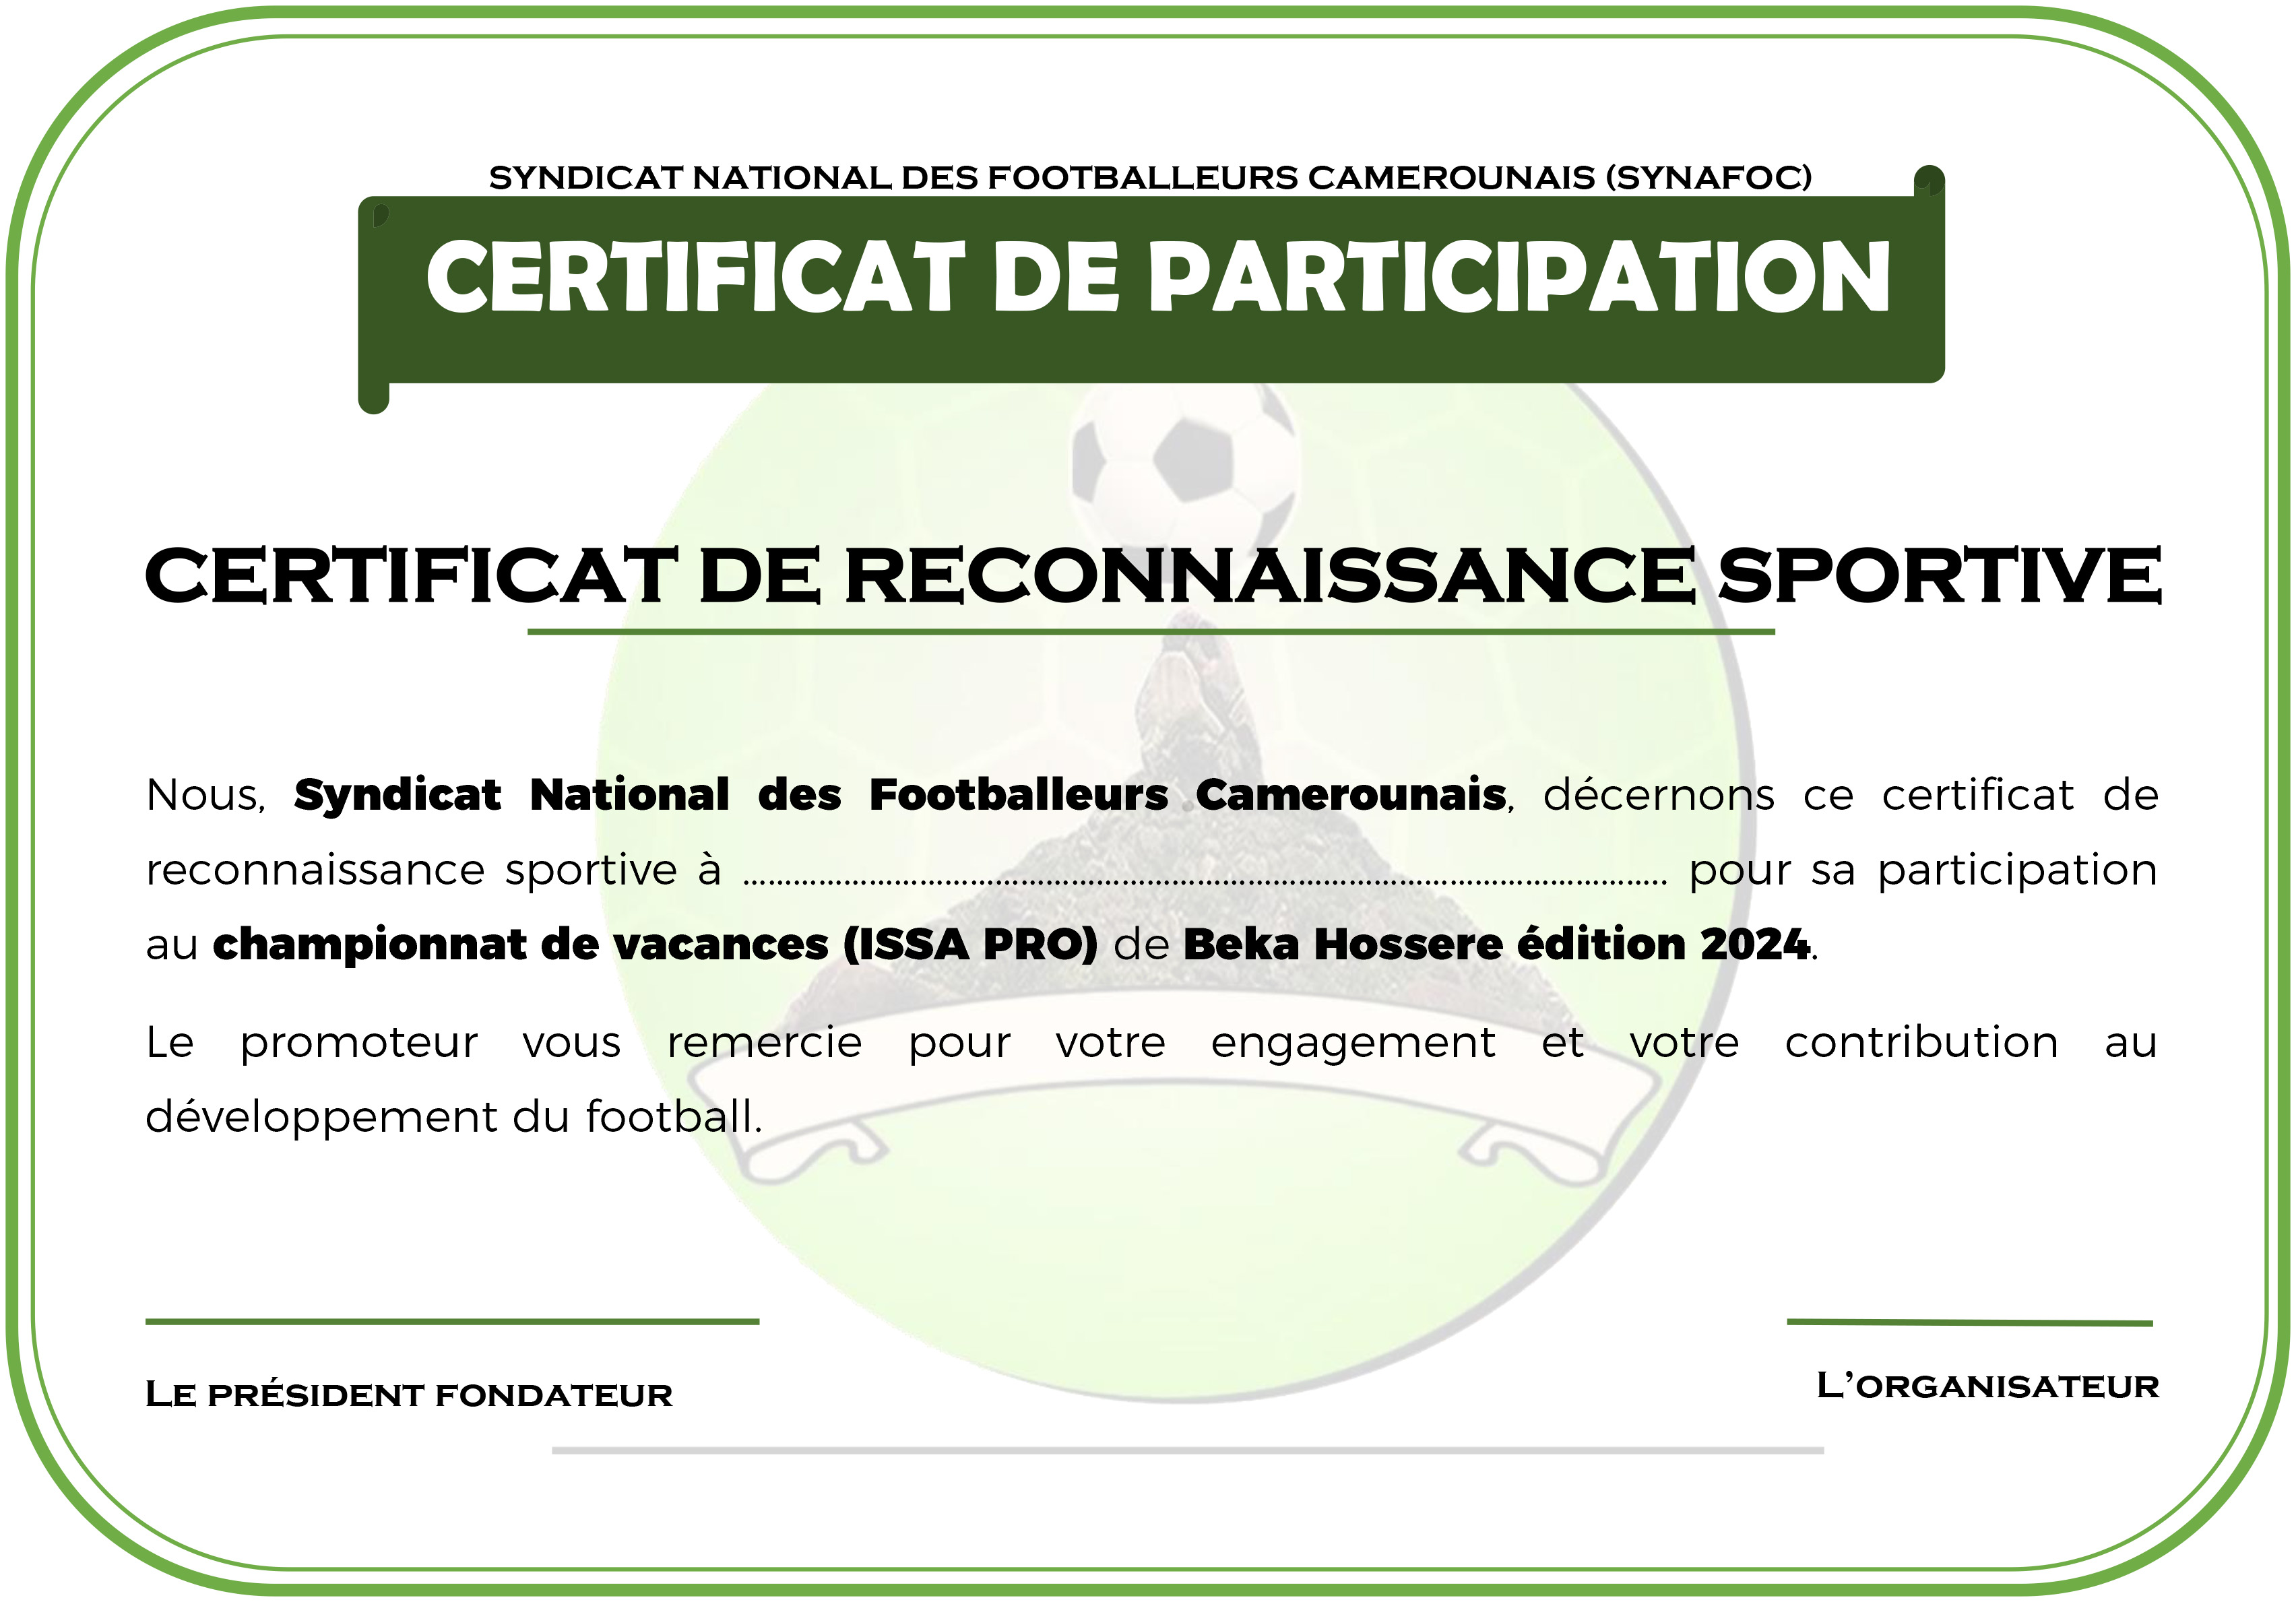 SYNDICAT NATIONAL DES FOOTBALLEURS CAMEROUNAIS (SYNAFOC)
CERTIFICAT DE PARTICIPATION
CERTIFICAT DE RECONNAISSANCE SPORTIVE
Nous, Syndicat National des Footballeurs Camerounais, décernons ce certificat de
reconnaissance sportive à ........................................................................................................ pour sa participation
au championnat de vacances (ISSA PRO) de Beka Hossere édition 2024.
Le promoteur vous remercie pour votre engagement et votre contribution au
développement du football.
LE PRÉSIDENT FONDATEUR
L'ORGANISATEUR